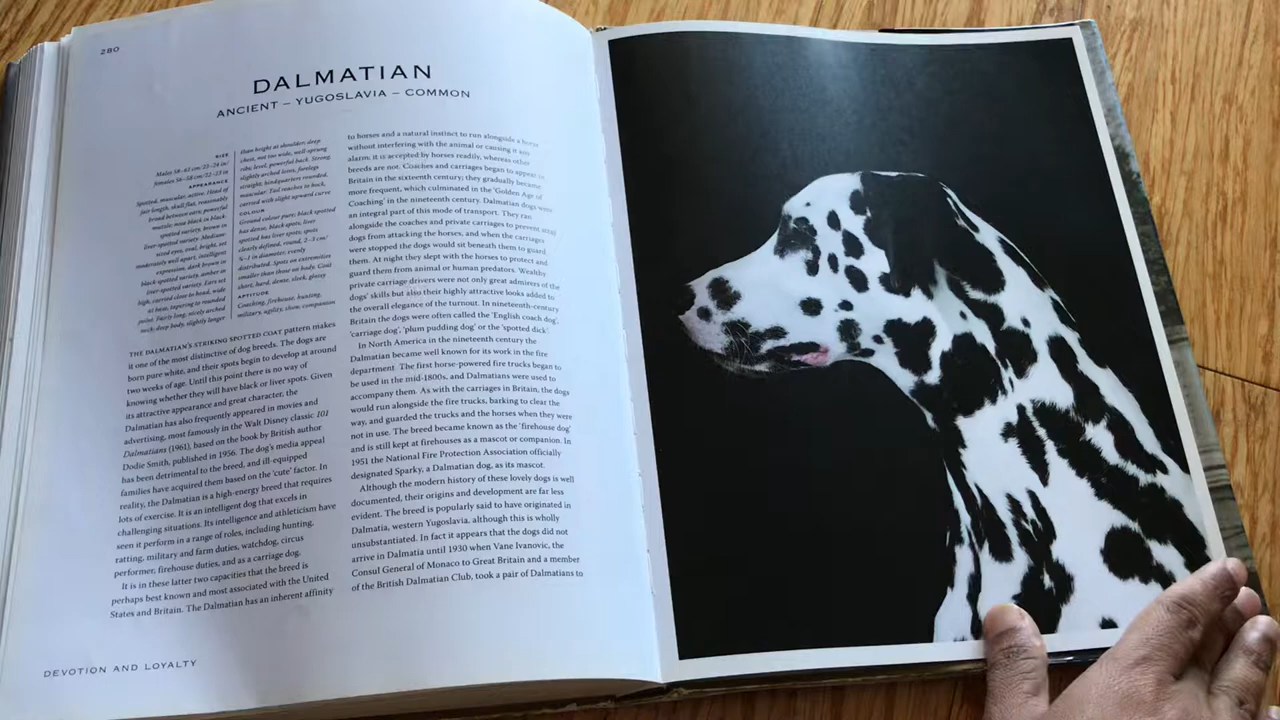 280
DALMATIAN
ANCIENT – YUGOSLAVIA – COMMON
SIZE
Males 58–61 cm/23–24 in/
females 56–58 cm/22–23 in
APPEARANCE
Spotted, muscular, active. Head of
fair length, skull flat, reasonably
broad between ears; powerful
muzzle; nose black in black-
spotted variety, brown in
liver-spotted variety. Medium-
sized eyes, oval, bright, set
moderately well apart, intelligent
expression; dark brown in
black spotted variety, amber in
liver-spotted variety. Ears set
high, carried close to head, wide
at base, tapering to rounded
point. Fairly long, nicely arched
neck; deep body, slightly longer
than height at shoulder; deep
chest, not too wide, well-sprung
ribs; level, powerful back. Strong
slightly arched loins, forelegs
straight; hindquarters rounded,
muscular. Tail reaches to hock,
carried with slight upward curve
COLOUR
Ground colour pure; black spotted
has dense, black spots; liver
spotted has liver spots; spots
clearly defined, round, 2–3 cm/
¾–1 in diameter, evenly
distributed. Spots on extremities
smaller than those on body. Coat
short, hard, dense, sleek, glossy
APTITUDE
Coaching, firehouse, hunting,
military, agility, show, companion
THE DALMATIAN'S STRIKING SPOTTED COAT pattern makes
it one of the most distinctive of dog breeds. The dogs are
born pure white, and their spots begin to develop at around
two weeks of age. Until this point there is no way of
knowing whether they will have black or liver spots. Given
its attractive appearance and great character, the
Dalmatian has also frequently appeared in movies and
advertising, most famously in the Walt Disney classic 101
Dalmatians (1961), based on the book by British author
Dodie Smith, published in 1956. The dog's media appeal
has been detrimental to the breed, and ill-equipped
families have acquired them based on the 'cute' factor. In
reality, the Dalmatian is a high-energy breed that requires
lots of exercise. It is an intelligent dog that excels in
challenging situations. Its intelligence and athleticism have
seen it perform in a range of roles, including hunting,
ratting, military and farm duties, watchdog, circus
performer, firehouse duties, and as a carriage dog.
It is in these latter two capacities that the breed is
perhaps best known and most associated with the United
States and Britain. The Dalmatian has an inherent affinity
to horses and a natural instinct to run alongside a horse
without interfering with the animal or causing it any
alarm; it is accepted by horses readily, whereas other
breeds are not. Coaches and carriages began to appear in
Britain in the sixteenth century; they gradually became
more frequent, which culminated in the 'Golden Age of
Coaching' in the nineteenth century. Dalmatian dogs were
an integral part of this mode of transport. They ran
alongside the coaches and private carriages to prevent stray
dogs from attacking the horses, and when the carriages
were stopped the dogs would sit beneath them to guard
them. At night they slept with the horses to protect and
guard them from animal or human predators. Wealthy
private carriage drivers were not only great admirers of the
dogs' skills but also their highly attractive looks added to
the overall elegance of the turnout. In nineteenth-century
Britain the dogs were often called the 'English coach dog',
'carriage dog', 'plum pudding dog' or the 'spotted dick'.
In North America in the nineteenth century the
Dalmatian became well known for its work in the fire
department. The first horse-powered fire trucks began to
be used in the mid-1800s, and Dalmatians were used to
accompany them. As with the carriages in Britain, the dogs
would run alongside the fire trucks, barking to clear the
way, and guarded the trucks and the horses when they were
not in use. The breed became known as the 'firehouse dog'
and is still kept at firehouses as a mascot or companion. In
1951 the National Fire Protection Association officially
designated Sparky, a Dalmatian dog, as its mascot.
Although the modern history of these lovely dogs is well
documented, their origins and development are far less
evident. The breed is popularly said to have originated in
Dalmatia, western Yugoslavia, although this is wholly
unsubstantiated. In fact it appears that the dogs did not
arrive in Dalmatia until 1930 when Vane Ivanovic, the
Consul General of Monaco to Great Britain and a member
of the British Dalmatian Club, took a pair of Dalmatians to
DEVOTION AND LOYALTY